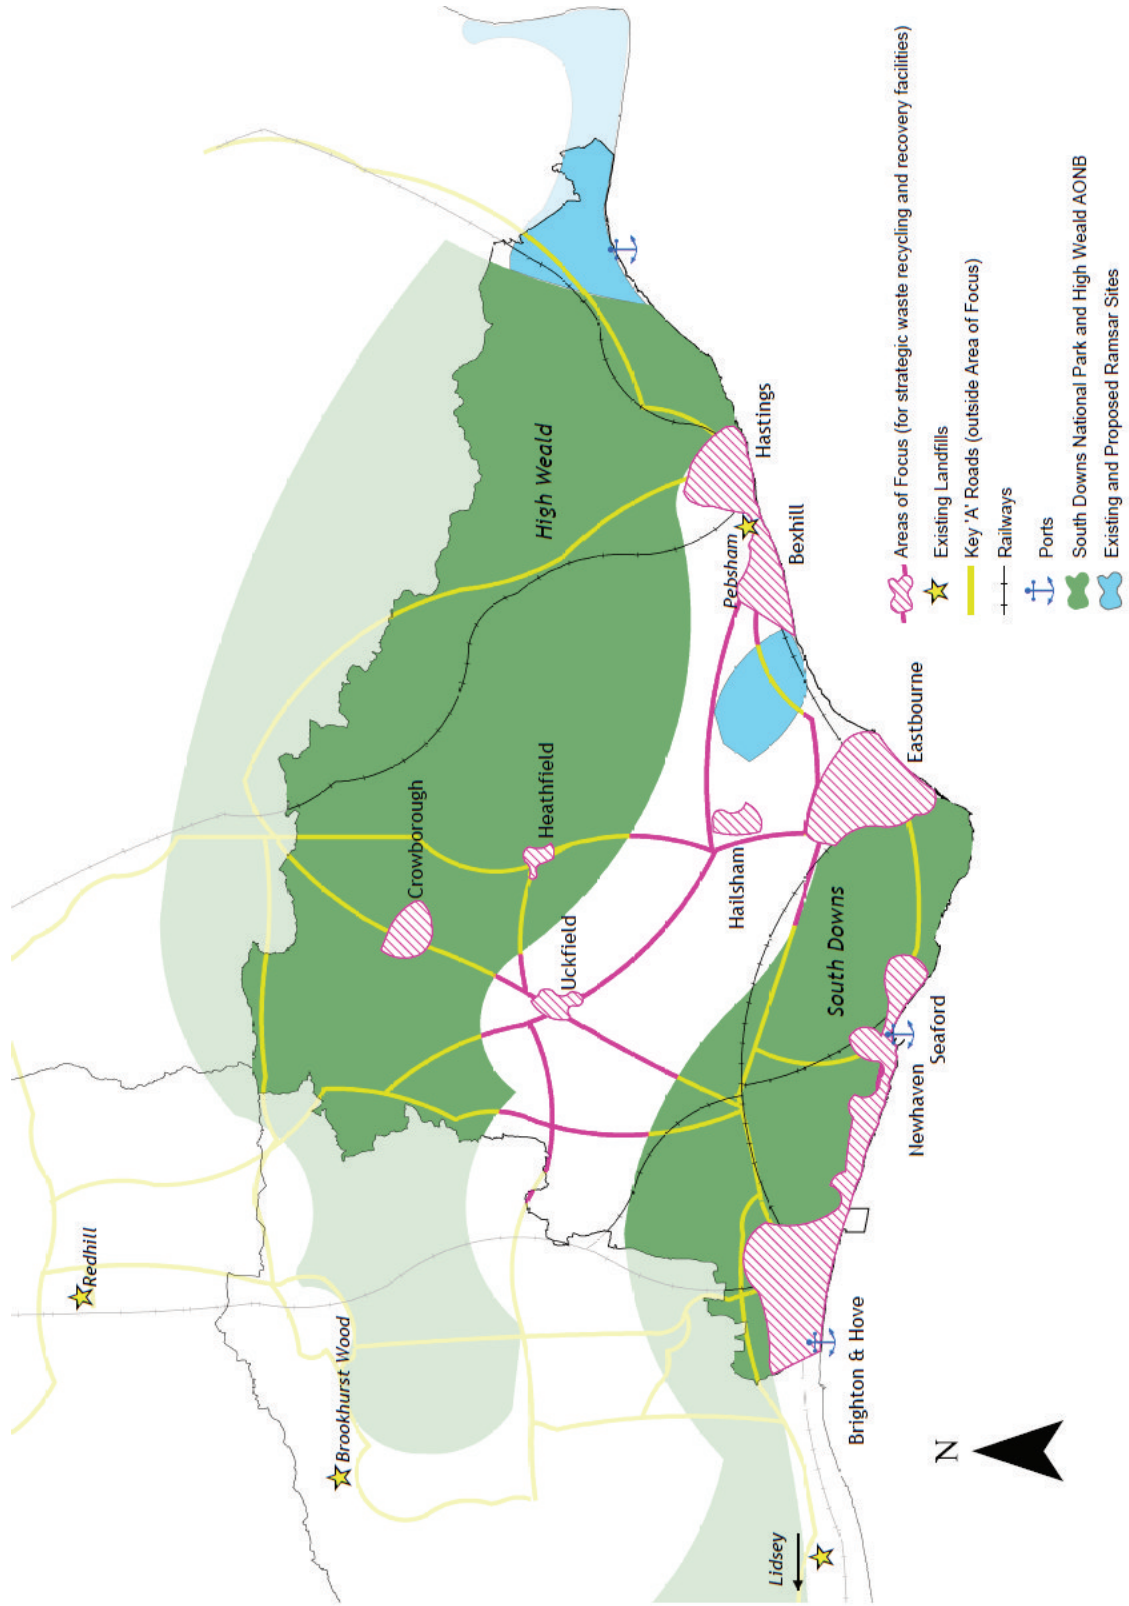 Redhill
Brookhurst Wood
Crowborough
High Weald
Heathfield
Uckfield
Hailsham
Pebsham
Hastings
Bexhill
South Downs
Eastbourne
Lidsey
Brighton & Hove
Newhaven
Seaford
N
Areas of Focus (for strategic waste recycling and recovery facilities)
Existing Landfills
Key 'A' Roads (outside Area of Focus)
Railways
Ports
South Downs National Park and High Weald AONB
Existing and Proposed Ramsar Sites